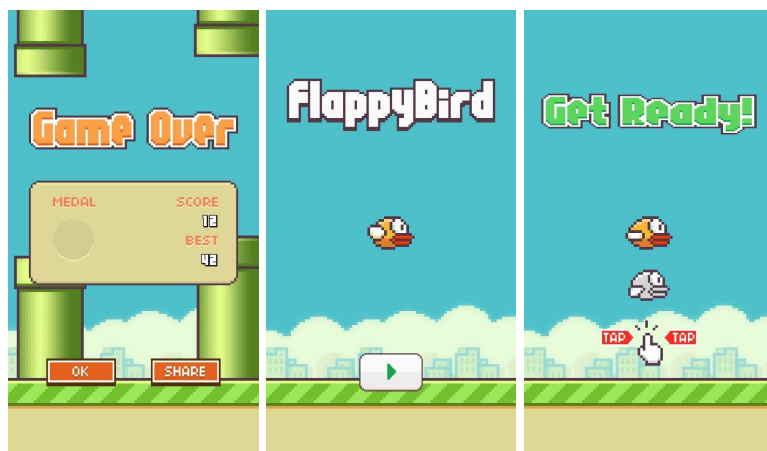 Game Over
MEDAL
SCORE
12
BEST
42
OK
SHARE
FlappyBird
Get Ready!
TAP
TAP